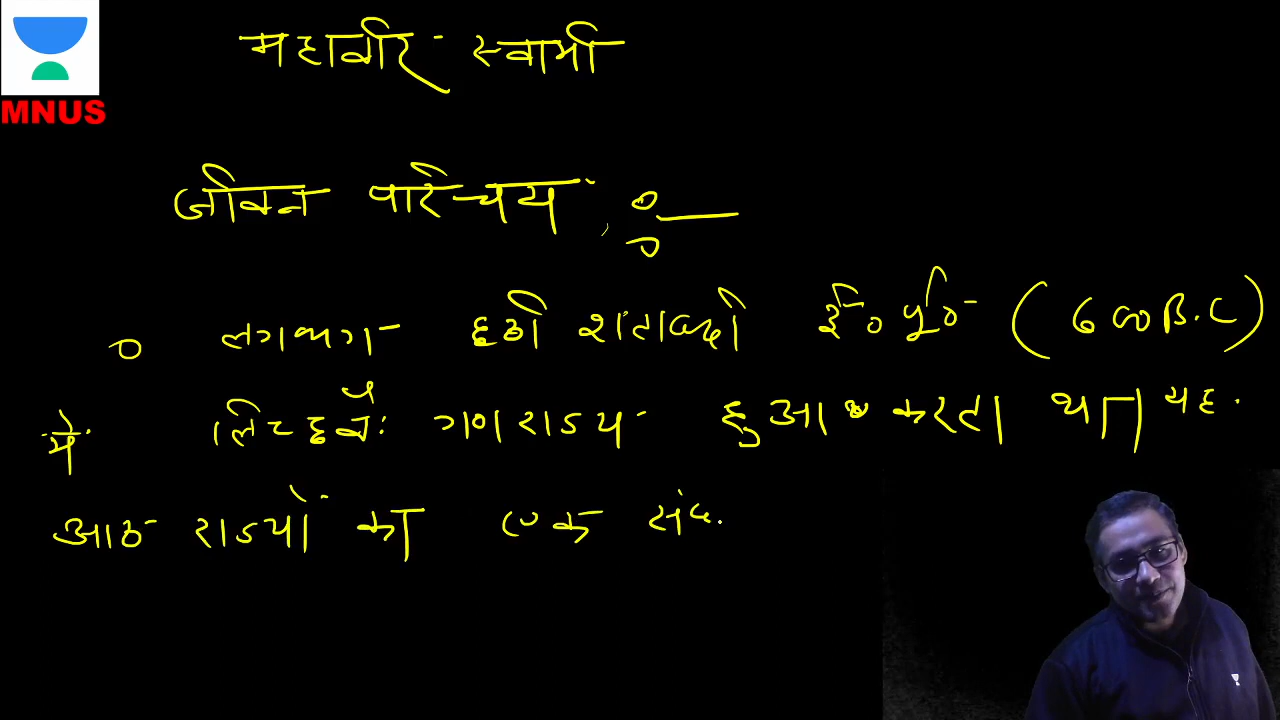 MNUS
महावीर स्वामी
जीवन परिचय :—
० लगभग छठी शताब्दी ई० पू० (600 B.C)
में लिच्छवी गणराज्य हुआ करता था यह
आठ राज्यों का एक संघ